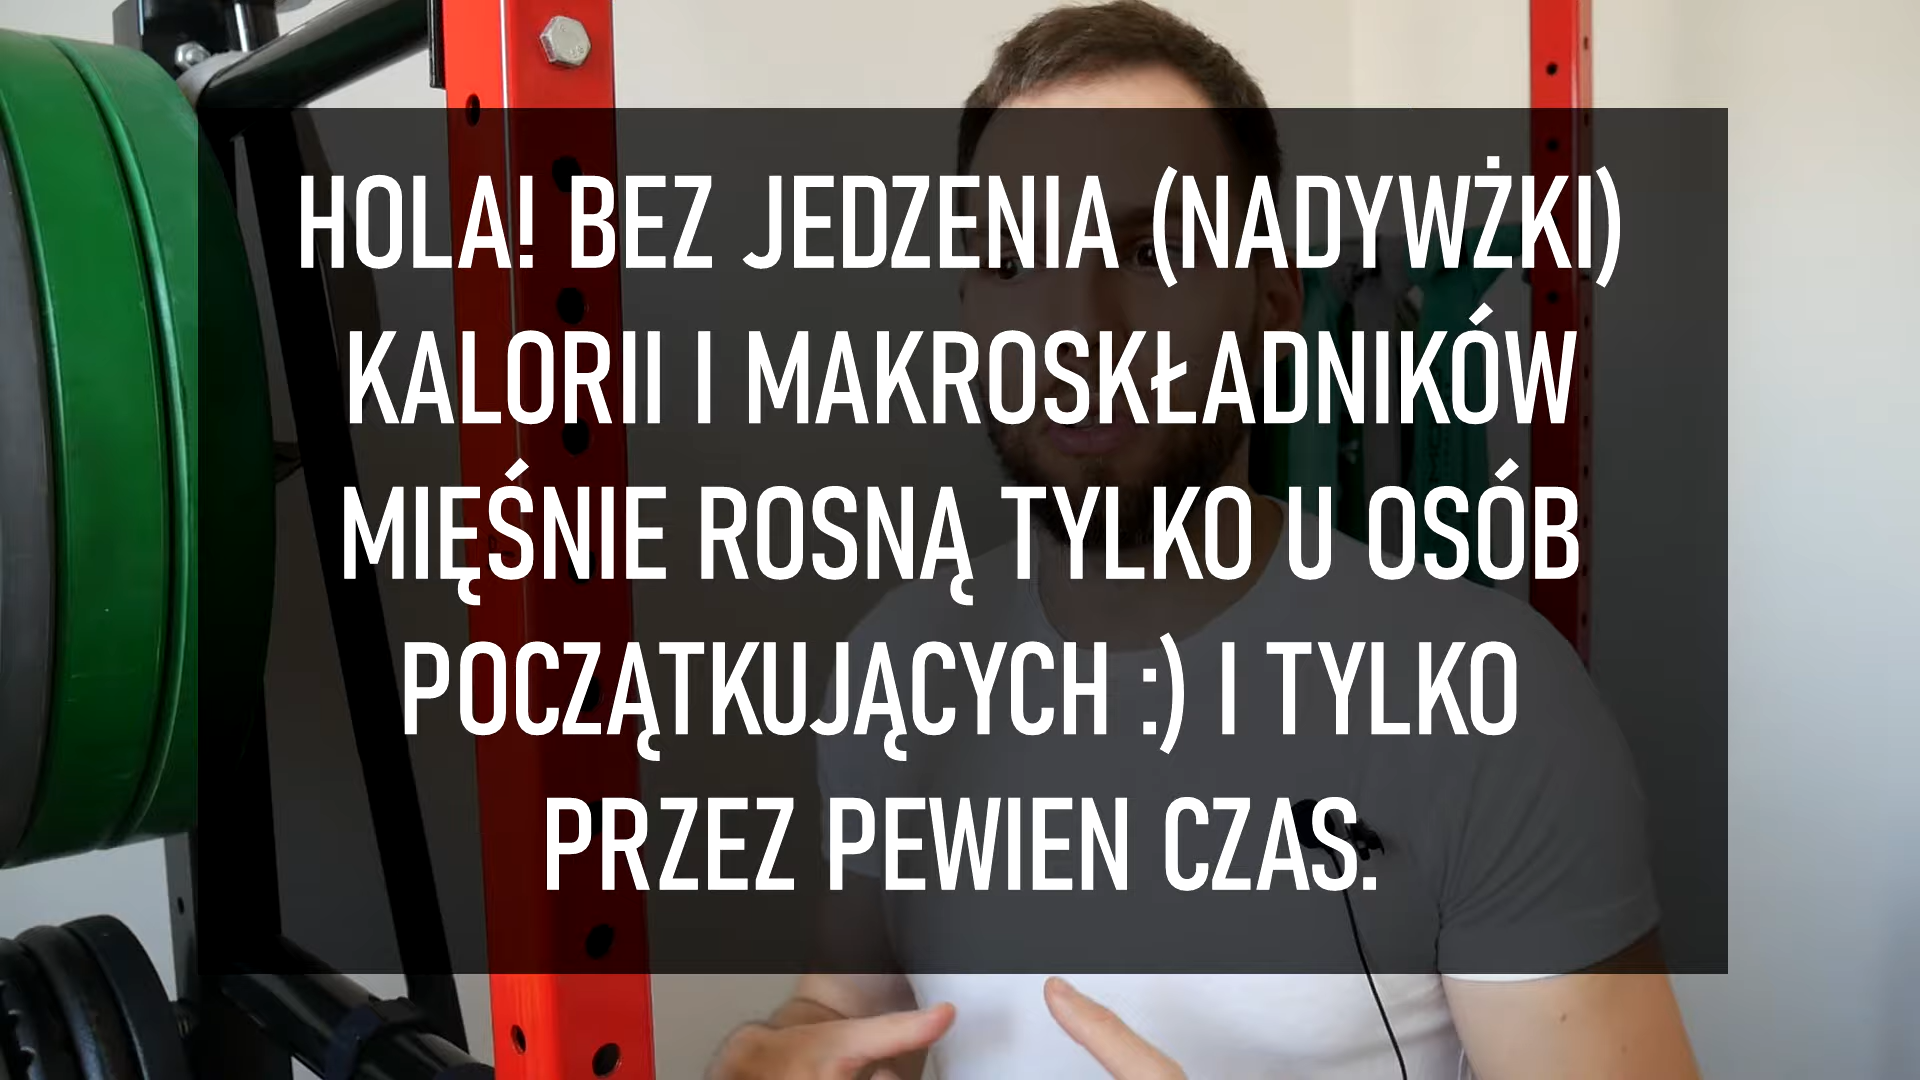 HOLA! BEZ JEDZENIA (NADYWŻKI)
KALORII I MAKROSKŁADNIKÓW
MIĘŚNIE ROSNĄ TYLKO U OSÓB
POCZĄTKUJĄCYCH :) I TYLKO
PRZEZ PEWIEN CZAS.